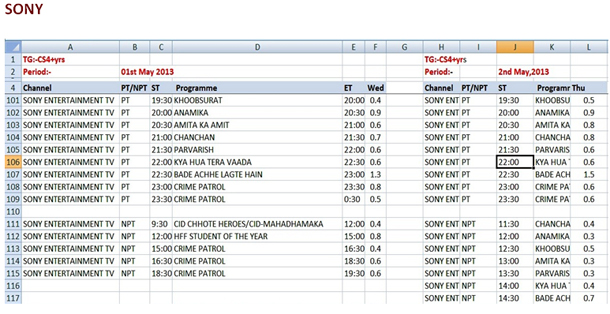 SONY
A B C D E F G H I J K L
1 TG:-CS4+yrs TG:-CS4+yrs
2 Period:- 01st May 2013 Period:- 2nd May,2013
4 Channel PT/NPT ST Programme ET Wed Channel PT/NPT ST Programr Thu
101 SONY ENTERTAINMENT TV PT 19:30 KHOOBSURAT 20:00 0.4 SONY ENT PT 19:30 KHOOBSU 0.5
102 SONY ENTERTAINMENT TV PT 20:00 ANAMIKA 20:30 0.9 SONY ENT PT 20:00 ANAMIKA 0.9
103 SONY ENTERTAINMENT TV PT 20:30 AMITA KA AMIT 21:00 0.6 SONY ENT PT 20:30 AMITA KA 0.8
104 SONY ENTERTAINMENT TV PT 21:00 CHANCHAN 21:30 0.7 SONY ENT PT 21:00 CHANCHA 0.8
105 SONY ENTERTAINMENT TV PT 21:30 PARVARISH 22:00 0.6 SONY ENT PT 21:30 PARVARIS 0.6
106 SONY ENTERTAINMENT TV PT 22:00 KYA HUA TERA VAADA 22:30 0.6 SONY ENT PT 22:00 KYA HUA 0.6
107 SONY ENTERTAINMENT TV PT 22:30 BADE ACHHE LAGTE HAIN 23:00 1.3 SONY ENT PT 22:30 BADE ACH 1.5
108 SONY ENTERTAINMENT TV PT 23:00 CRIME PATROL 23:30 0.8 SONY ENT PT 23:00 CRIME PA 0.6
109 SONY ENTERTAINMENT TV PT 23:30 CRIME PATROL 0:30 0.5 SONY ENT PT 23:30 CRIME PA 0.6
110
111 SONY ENTERTAINMENT TV NPT 9:30 CID CHHOTE HEROES/CID-MAHADHAMAKA 12:00 0.4 SONY ENT NPT 11:30 CHANCHA 0.4
112 SONY ENTERTAINMENT TV NPT 12:00 HFF STUDENT OF THE YEAR 15:00 0.8 SONY ENT NPT 12:00 ANAMIKA 0.3
113 SONY ENTERTAINMENT TV NPT 15:00 CRIME PATROL 16:30 0.4 SONY ENT NPT 12:30 KHOOBSU 0.5
114 SONY ENTERTAINMENT TV NPT 16:30 CRIME PATROL 18:30 0.6 SONY ENT NPT 13:00 AMITA KA 0.3
115 SONY ENTERTAINMENT TV NPT 18:30 CRIME PATROL 19:30 0.6 SONY ENT NPT 13:30 PARVARIS 0.3
116 SONY ENT NPT 14:00 KYA HUA 0.4
117 SONY ENT NPT 14:30 BADE ACH 0.7